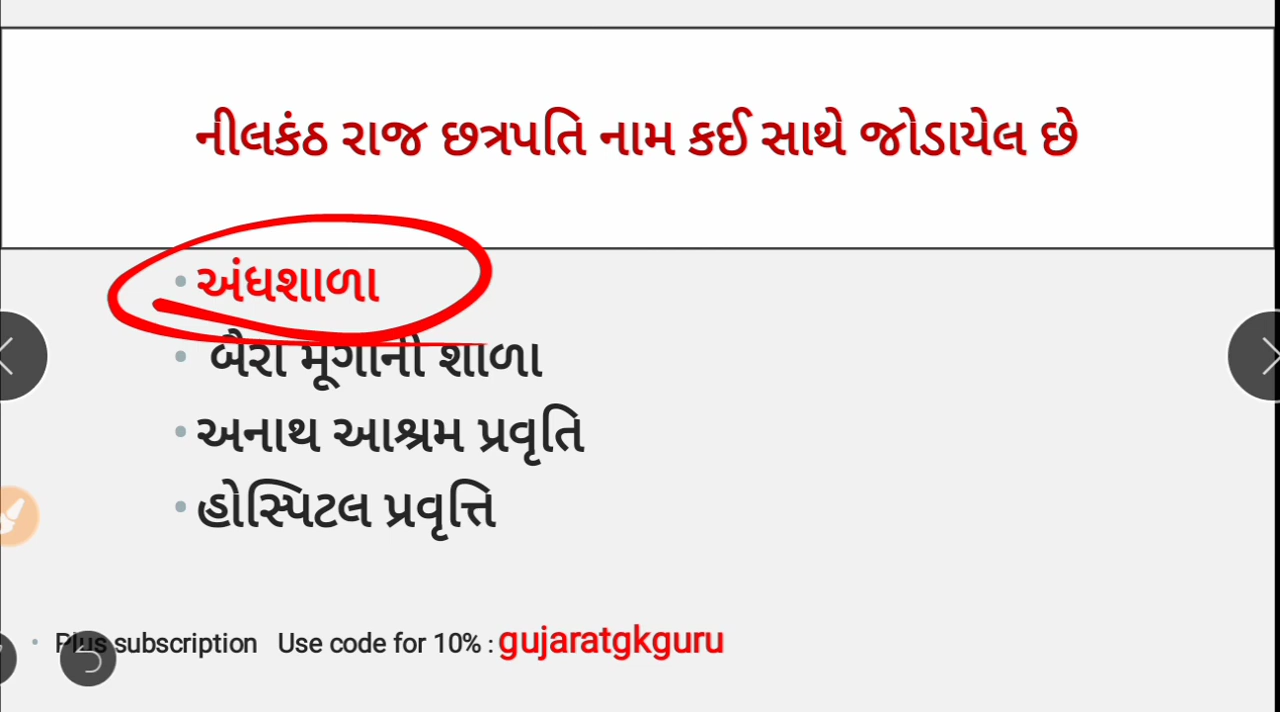 નીલકંઠ રાજ છત્રપતિ નામ કઈ સાથે જોડાયેલ છે
• અંધશાળા
• બૈરા મૂગાની શાળા
• અનાથ આશ્રમ પ્રવૃતિ
• હોસ્પિટલ પ્રવૃત્તિ
• Plus subscription Use code for 10% : gujaratgkguru